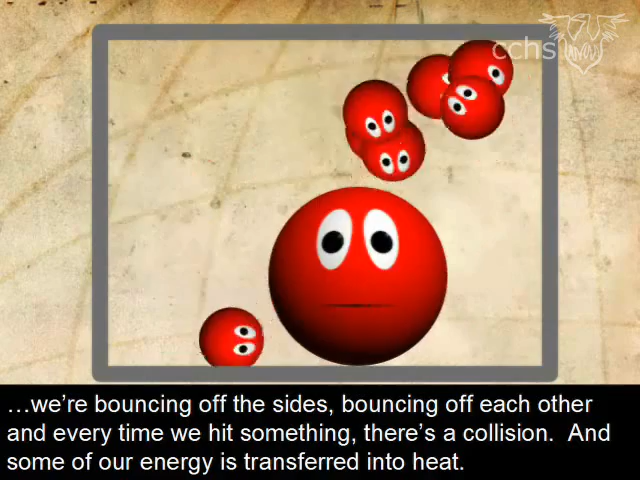 cchs
…we’re bouncing off the sides, bouncing off each other
and every time we hit something, there’s a collision.  And
some of our energy is transferred into heat.